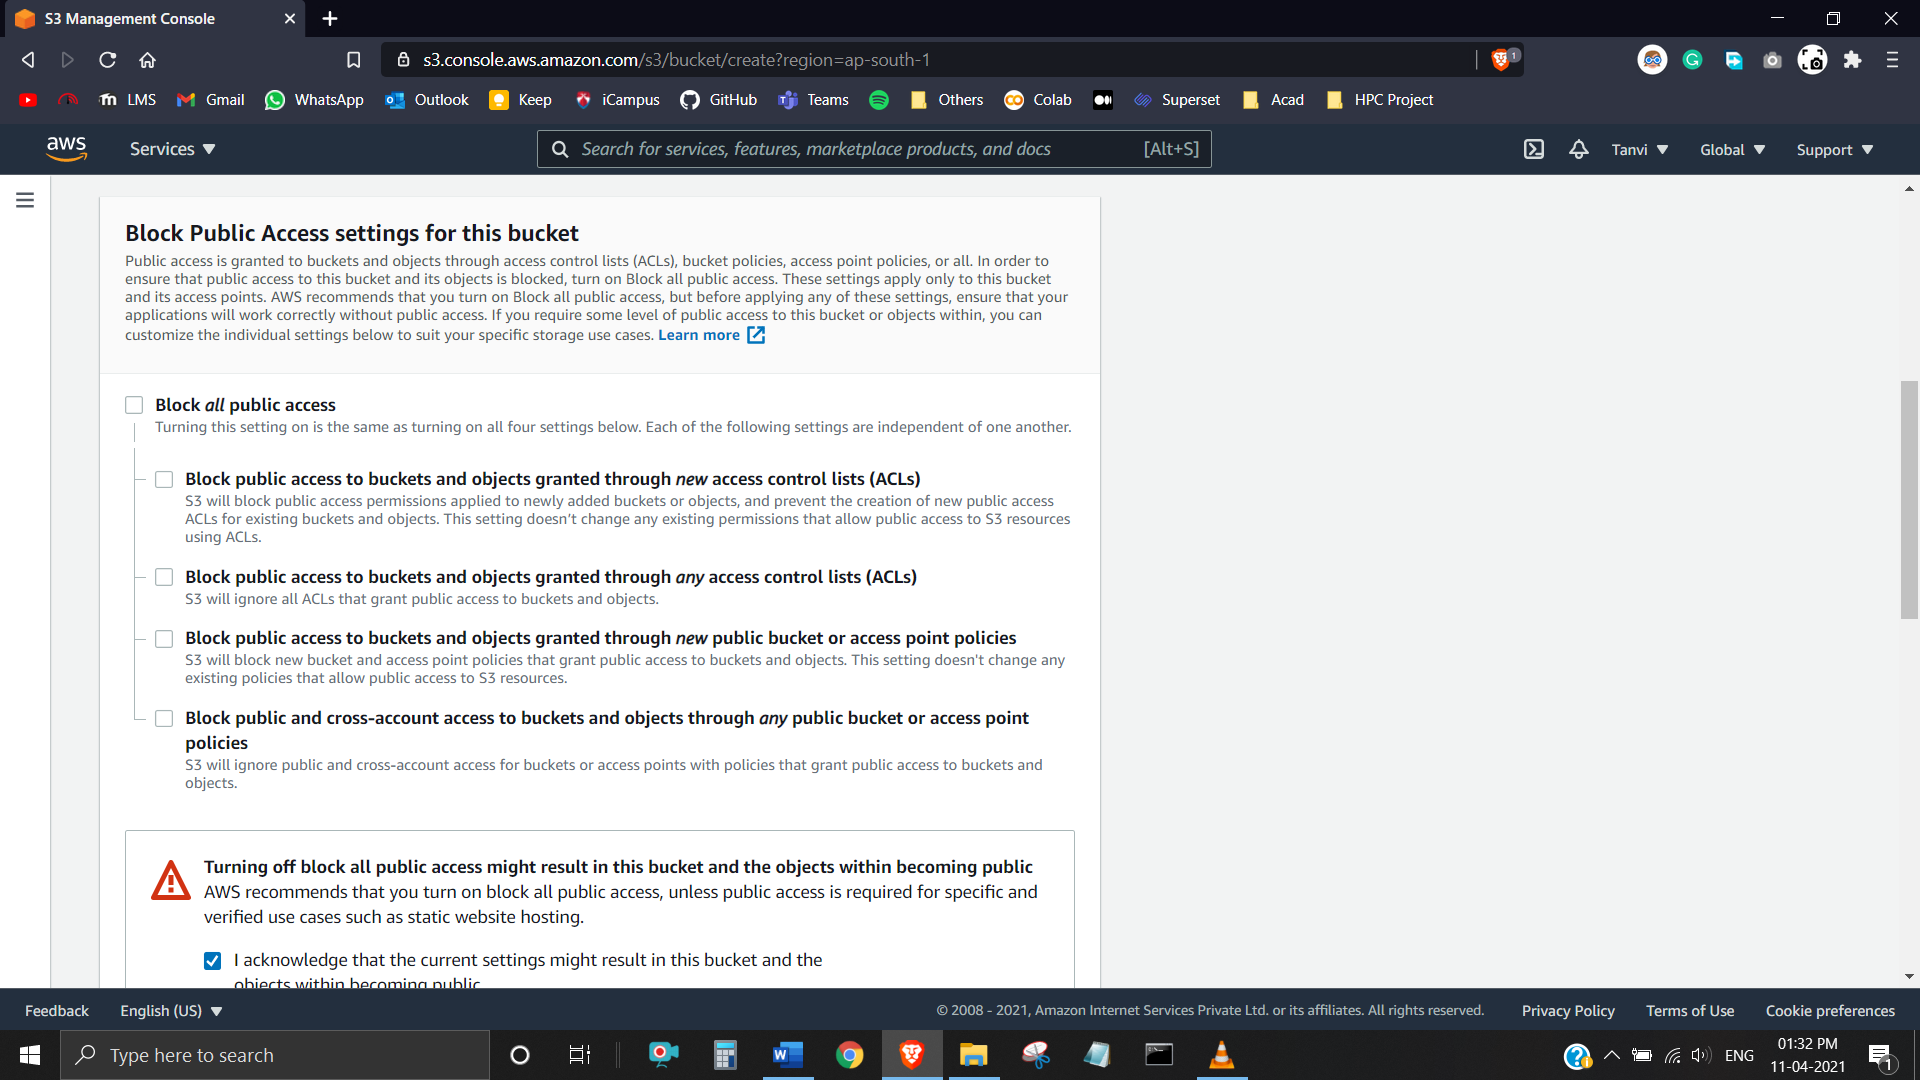 S3 Management Console
s3.console.aws.amazon.com/s3/bucket/create?region=ap-south-1
1
LMS
Gmail
WhatsApp
Outlook
Keep
iCampus
GitHub
Teams
Others
Colab
Superset
Acad
HPC Project
aws
Services
Search for services, features, marketplace products, and docs
[Alt+S]
Tanvi
Global
Support
Block Public Access settings for this bucket
Public access is granted to buckets and objects through access control lists (ACLs), bucket policies, access point policies, or all. In order to
ensure that public access to this bucket and its objects is blocked, turn on Block all public access. These settings apply only to this bucket
and its access points. AWS recommends that you turn on Block all public access, but before applying any of these settings, ensure that your
applications will work correctly without public access. If you require some level of public access to this bucket or objects within, you can
customize the individual settings below to suit your specific storage use cases. Learn more
Block all public access
Turning this setting on is the same as turning on all four settings below. Each of the following settings are independent of one another.
Block public access to buckets and objects granted through new access control lists (ACLs)
S3 will block public access permissions applied to newly added buckets or objects, and prevent the creation of new public access
ACLs for existing buckets and objects. This setting doesn't change any existing permissions that allow public access to S3 resources
using ACLs.
Block public access to buckets and objects granted through any access control lists (ACLs)
S3 will ignore all ACLs that grant public access to buckets and objects.
Block public access to buckets and objects granted through new public bucket or access point policies
S3 will block new bucket and access point policies that grant public access to buckets and objects. This setting doesn't change any
existing policies that allow public access to S3 resources.
Block public and cross-account access to buckets and objects through any public bucket or access point
policies
S3 will ignore public and cross-account access for buckets or access points with policies that grant public access to buckets and
objects.
Turning off block all public access might result in this bucket and the objects within becoming public
AWS recommends that you turn on block all public access, unless public access is required for specific and
verified use cases such as static website hosting.
I acknowledge that the current settings might result in this bucket and the
objects within becoming public.
Feedback
English (US)
© 2008 - 2021, Amazon Internet Services Private Ltd. or its affiliates. All rights reserved.
Privacy Policy
Terms of Use
Cookie preferences
Type here to search
ENG
01:32 PM
11-04-2021
1